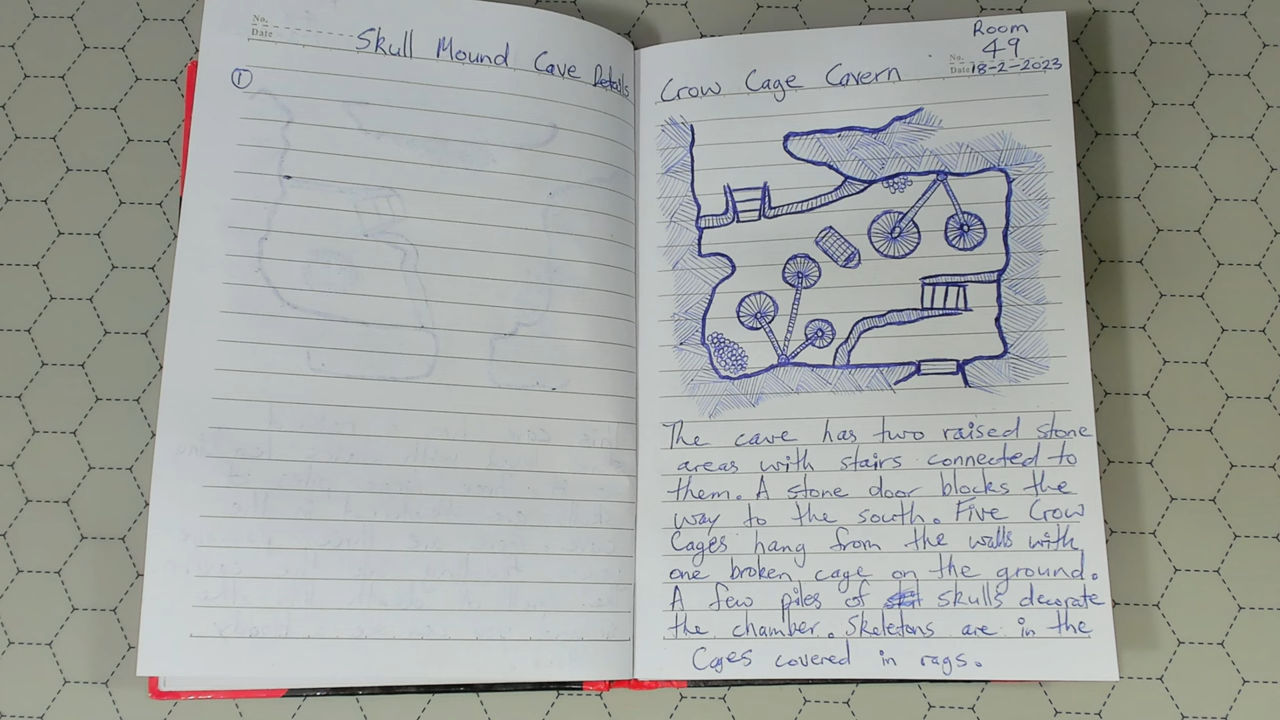 No.
Date
Skull Mound Cave Details
1
Room
49
No.
Date 18-2-2023
Crow Cage Cavern
The cave has two raised stone
areas with stairs connected to
them. A stone door blocks the
way to the south. Five Crow
Cages hang from the walls with
one broken cage on the ground.
A few piles of skulls decorate
the chamber. Skeletons are in the
Cages covered in rags.